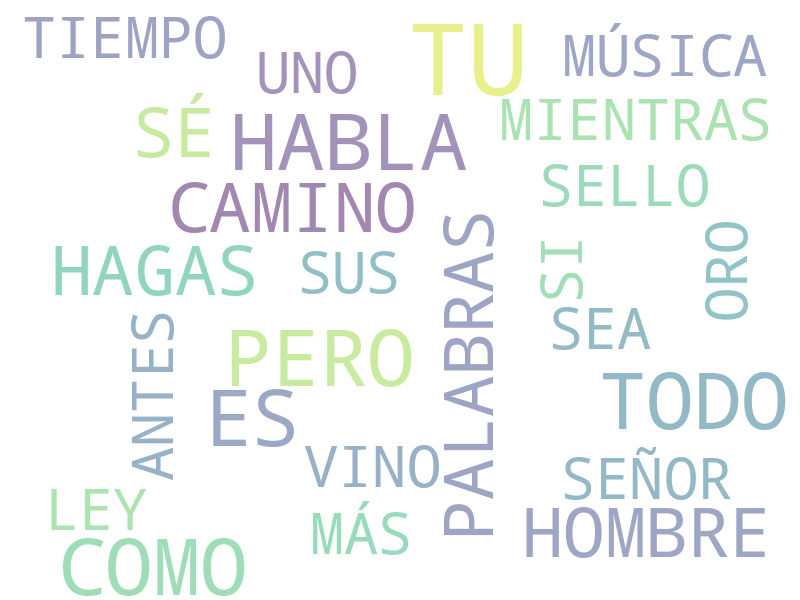 TIEMPO
UNO
TU
MÚSICA
SÉ
HABLA
MIENTRAS
CAMINO
SELLO
HAGAS
SUS
PALABRAS
SI
ORO
SEA
ANTES
PERO
ES
TODO
VINO
SEÑOR
LEY
MÁS
HOMBRE
COMO